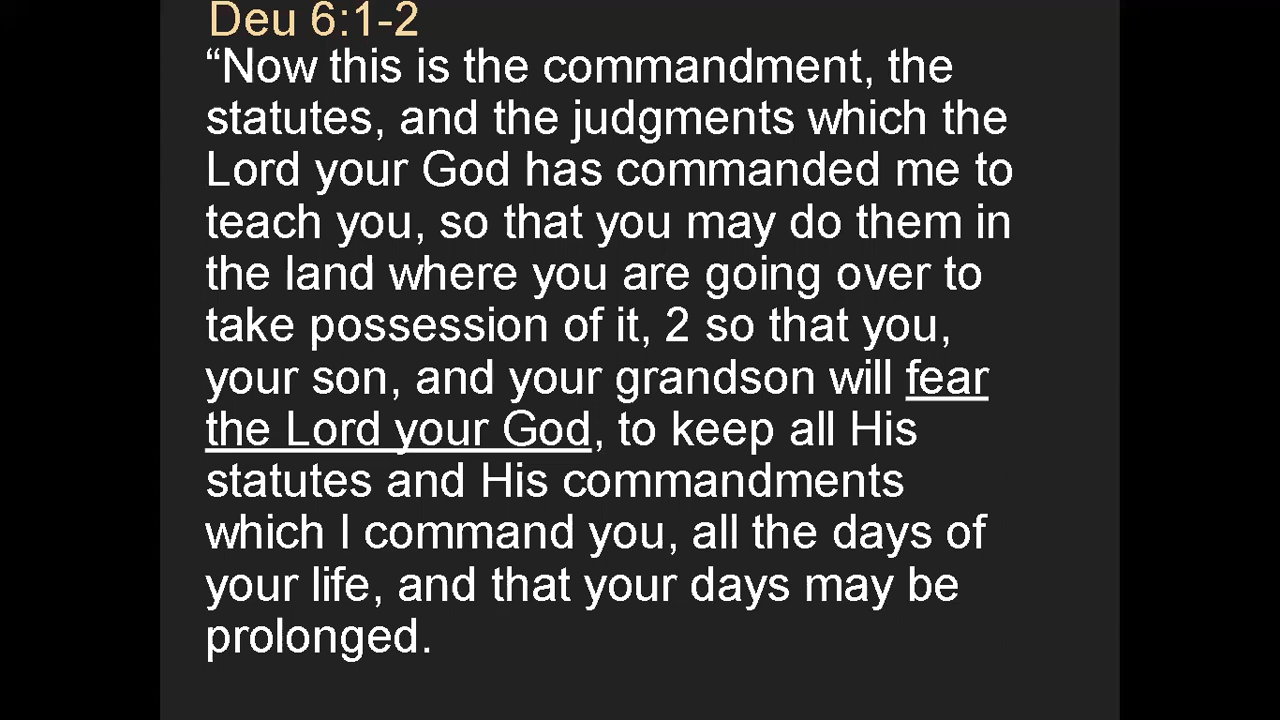 Deu 6:1-2
“Now this is the commandment, the
statutes, and the judgments which the
Lord your God has commanded me to
teach you, so that you may do them in
the land where you are going over to
take possession of it, 2 so that you,
your son, and your grandson will fear
the Lord your God, to keep all His
statutes and His commandments
which I command you, all the days of
your life, and that your days may be
prolonged.